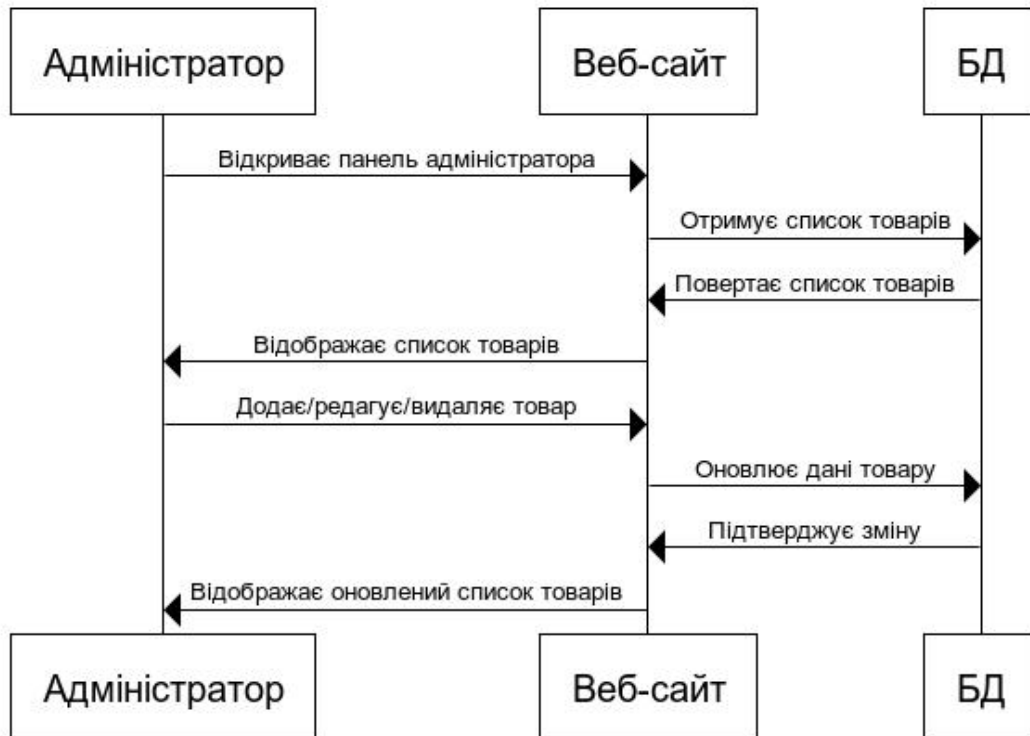 Адміністратор
Веб-сайт
БД
Відкриває панель адміністратора
Отримує список товарів
Повертає список товарів
Відображає список товарів
Додає/редагує/видаляє товар
Оновлює дані товару
Підтверджує зміну
Відображає оновлений список товарів
Адміністратор
Веб-сайт
БД